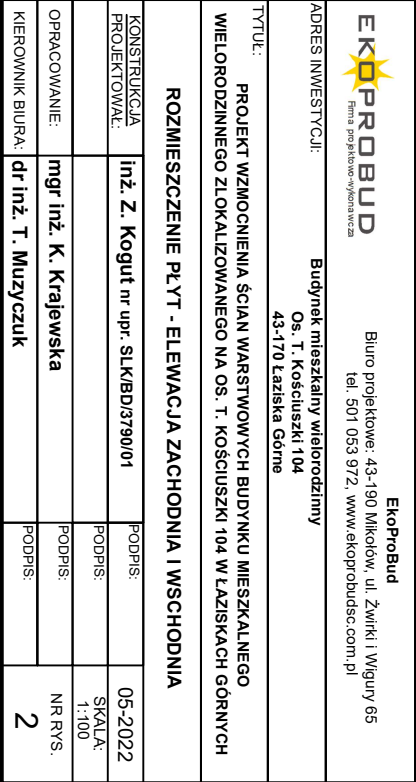 EKOPROBUD
Firma projektowo-wykonawcza
EkoProBud
Biuro projektowe: 43-190 Mikołów, ul. Żwirki i Wigury 65
tel. 501 053 972, www.ekoprobudsc.com.pl
ADRES INWESTYCJI:
Budynek mieszkalny wielorodzinny
Os. T. Kościuszki 104
43-170 Łaziska Górne
TYTUŁ:
PROJEKT WZMOCNIENIA ŚCIAN WARSTWOWYCH BUDYNKU MIESZKALNEGO
WIELORODZINNEGO ZLOKALIZOWANEGO NA OS. T. KOŚCIUSZKI 104 W ŁAZISKACH GÓRNYCH
ROZMIESZCZENIE PŁYT - ELEWACJA ZACHODNIA I WSCHODNIA
KONSTRUKCJA
PROJEKTOWAŁ:
inż. Z. Kogut nr upr. SLK/BD/3790/01
PODPIS:
05-2022
PODPIS:
SKALA:
1:100
OPRACOWANIE:
mgr inż. K. Krajewska
PODPIS:
NR RYS.
KIEROWNIK BIURA:
dr inż. T. Muzyczuk
PODPIS:
2